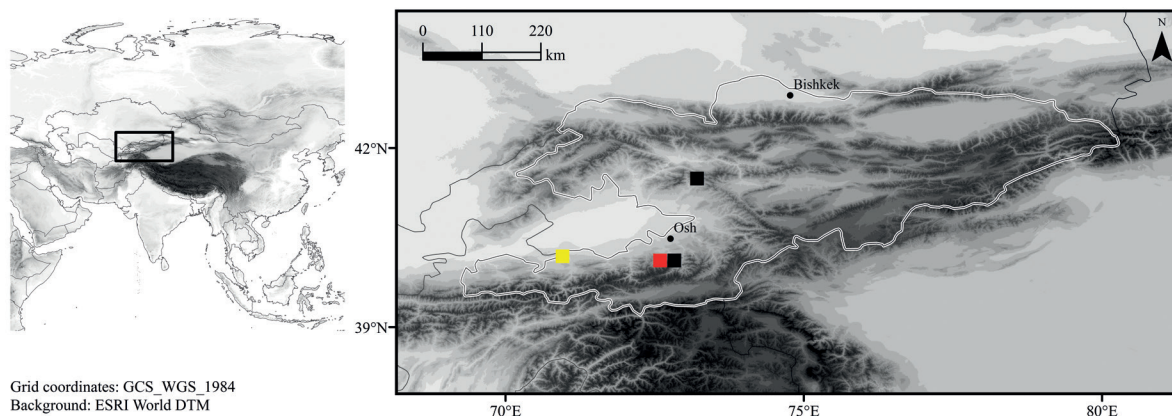 0 110 220
km
N
Bishkek
42°N
Osh
39°N
70°E 75°E 80°E
Grid coordinates: GCS_WGS_1984
Background: ESRI World DTM